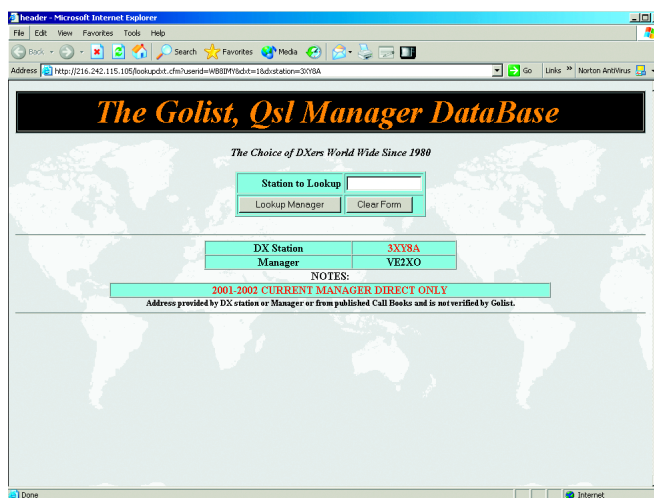 header - Microsoft Internet Explorer
File Edit View Favorites Tools Help
Back Search Favorites Media
Address http://216.242.115.105/lookupdxt.cfm?userid=WB8IMY&dxt=1&dxstation=3XY8A Go Links » Norton AntiVirus
The Golist, Qsl Manager DataBase
The Choice of DXers World Wide Since 1980
Station to Lookup
Lookup Manager Clear Form
DX Station 3XY8A
Manager VE2XO
NOTES:
2001-2002 CURRENT MANAGER DIRECT ONLY
Address provided by DX station or Manager or from published Call Books and is not verified by Golist.
Done Internet